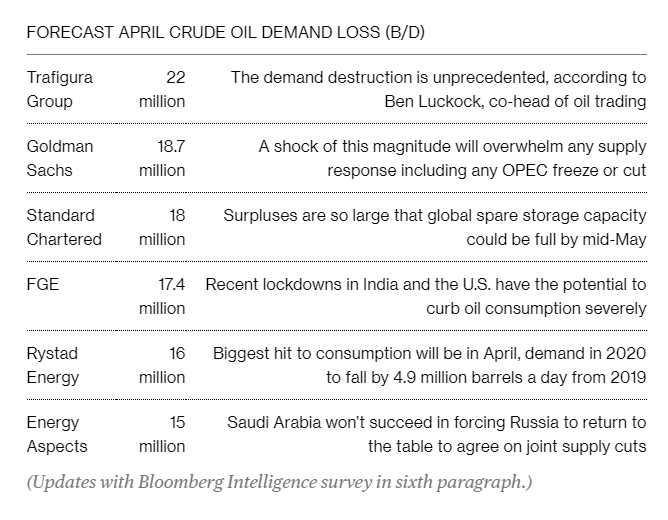 FORECAST APRIL CRUDE OIL DEMAND LOSS (B/D)
Trafigura Group
22 million
The demand destruction is unprecedented, according to
Ben Luckock, co-head of oil trading
Goldman Sachs
18.7 million
A shock of this magnitude will overwhelm any supply
response including any OPEC freeze or cut
Standard Chartered
18 million
Surpluses are so large that global spare storage capacity
could be full by mid-May
FGE
17.4 million
Recent lockdowns in India and the U.S. have the potential to
curb oil consumption severely
Rystad Energy
16 million
Biggest hit to consumption will be in April, demand in 2020
to fall by 4.9 million barrels a day from 2019
Energy Aspects
15 million
Saudi Arabia won’t succeed in forcing Russia to return to
the table to agree on joint supply cuts
(Updates with Bloomberg Intelligence survey in sixth paragraph.)